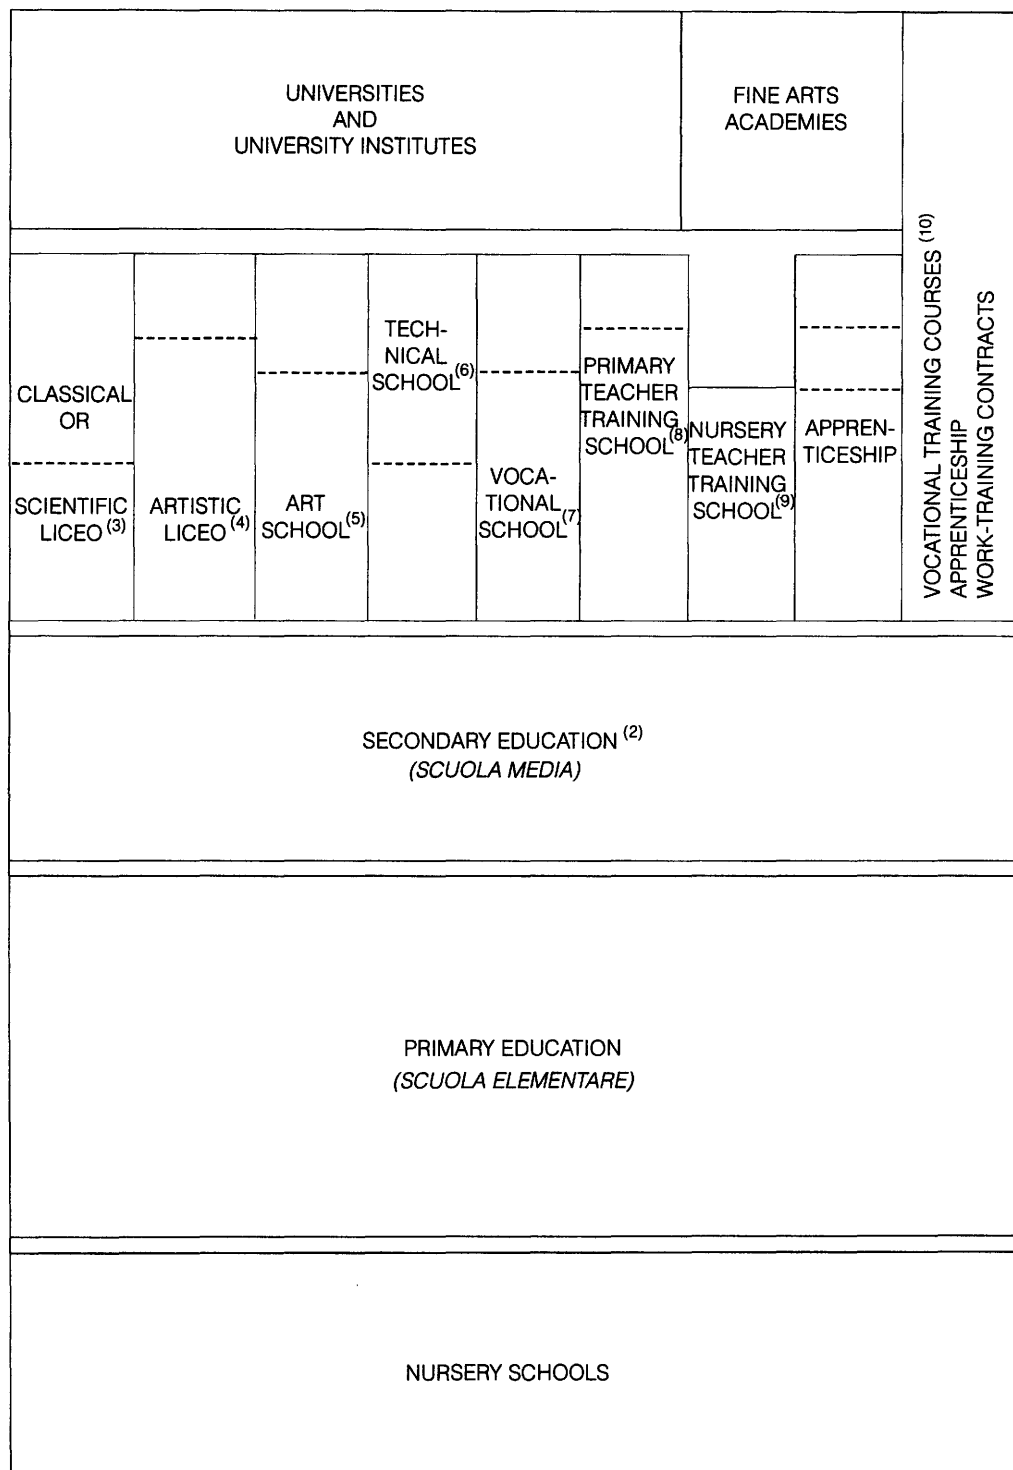 UNIVERSITIES
AND
UNIVERSITY INSTITUTES
FINE ARTS
ACADEMIES
CLASSICAL
OR
SCIENTIFIC
LICEO (3)
ARTISTIC
LICEO (4)
ART
SCHOOL (5)
TECH-
NICAL
SCHOOL (6)
VOCA-
TIONAL
SCHOOL (7)
PRIMARY
TEACHER
TRAINING
SCHOOL (8)
NURSERY
TEACHER
TRAINING
SCHOOL (9)
APPREN-
TICESHIP
VOCATIONAL TRAINING COURSES (10)
APPRENTICESHIP
WORK-TRAINING CONTRACTS
SECONDARY EDUCATION (2)
(SCUOLA MEDIA)
PRIMARY EDUCATION
(SCUOLA ELEMENTARE)
NURSERY SCHOOLS